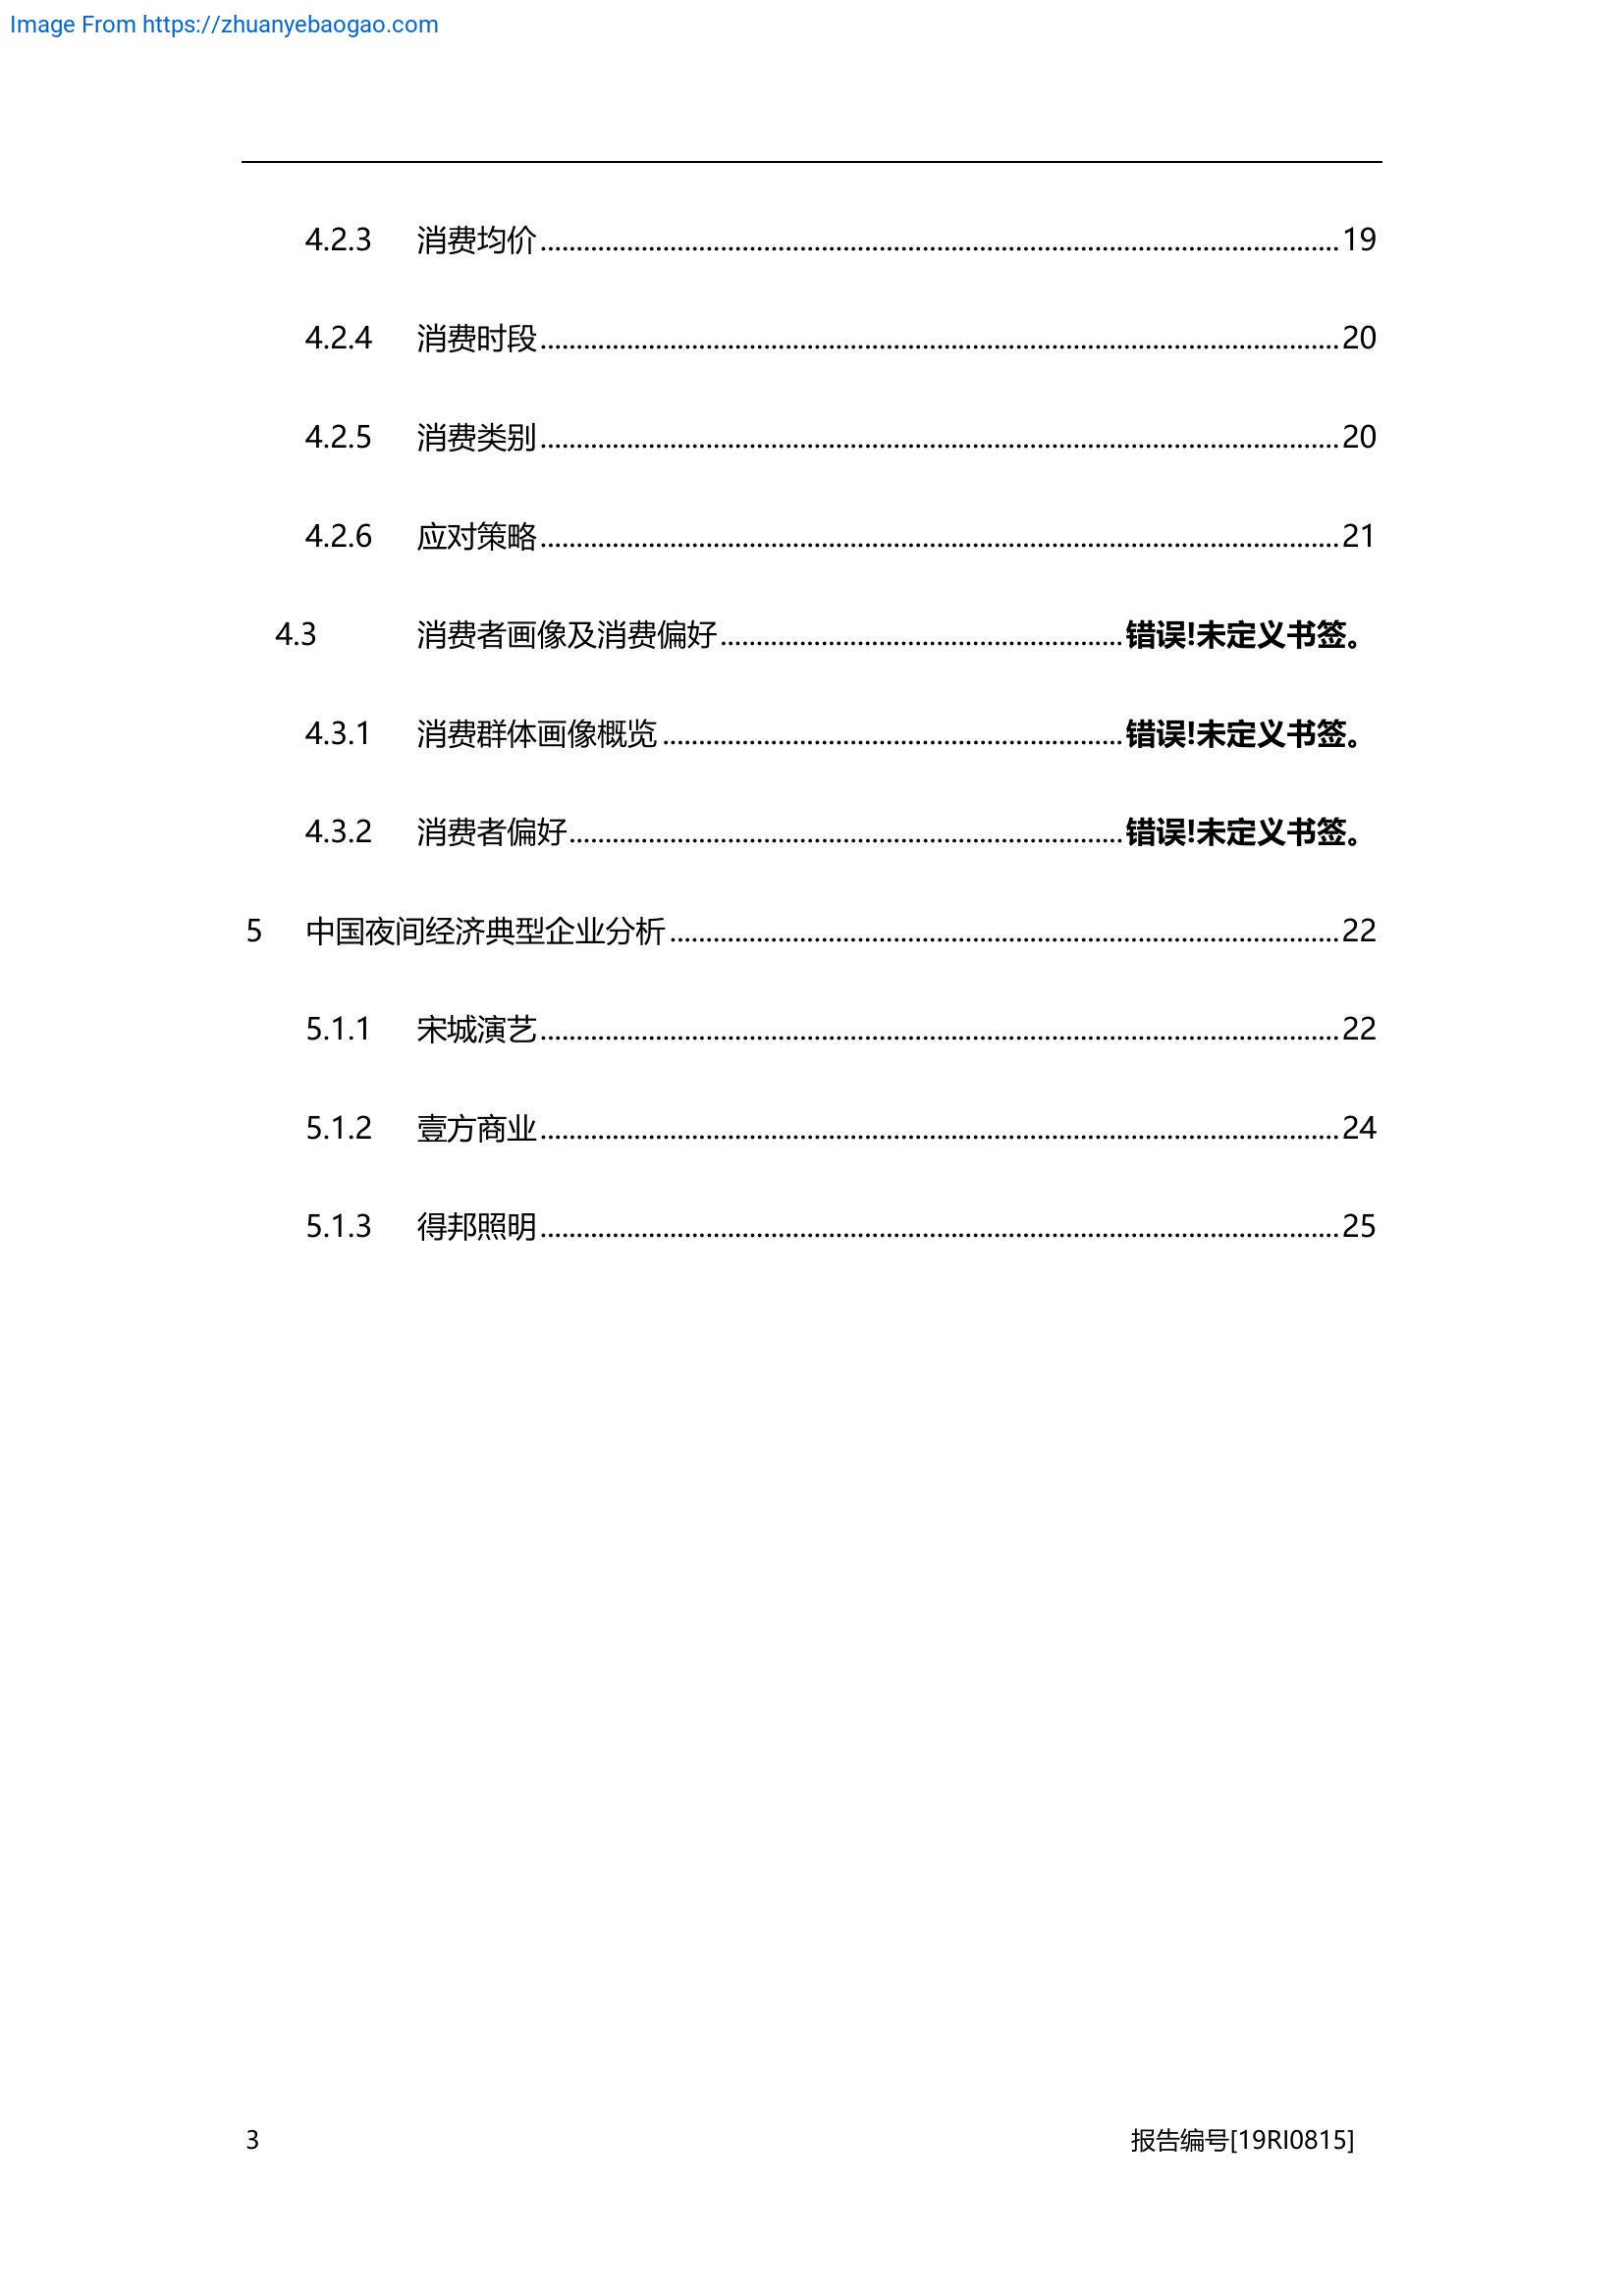 Image From https://zhuanyebaogao.com
4.2.3 消费均价 19
4.2.4 消费时段 20
4.2.5 消费类别 20
4.2.6 应对策略 21
4.3 消费者画像及消费偏好 错误!未定义书签。
4.3.1 消费群体画像概览 错误!未定义书签。
4.3.2 消费者偏好 错误!未定义书签。
5 中国夜间经济典型企业分析 22
5.1.1 宋城演艺 22
5.1.2 壹方商业 24
5.1.3 得邦照明 25
3 报告编号[19RI0815]